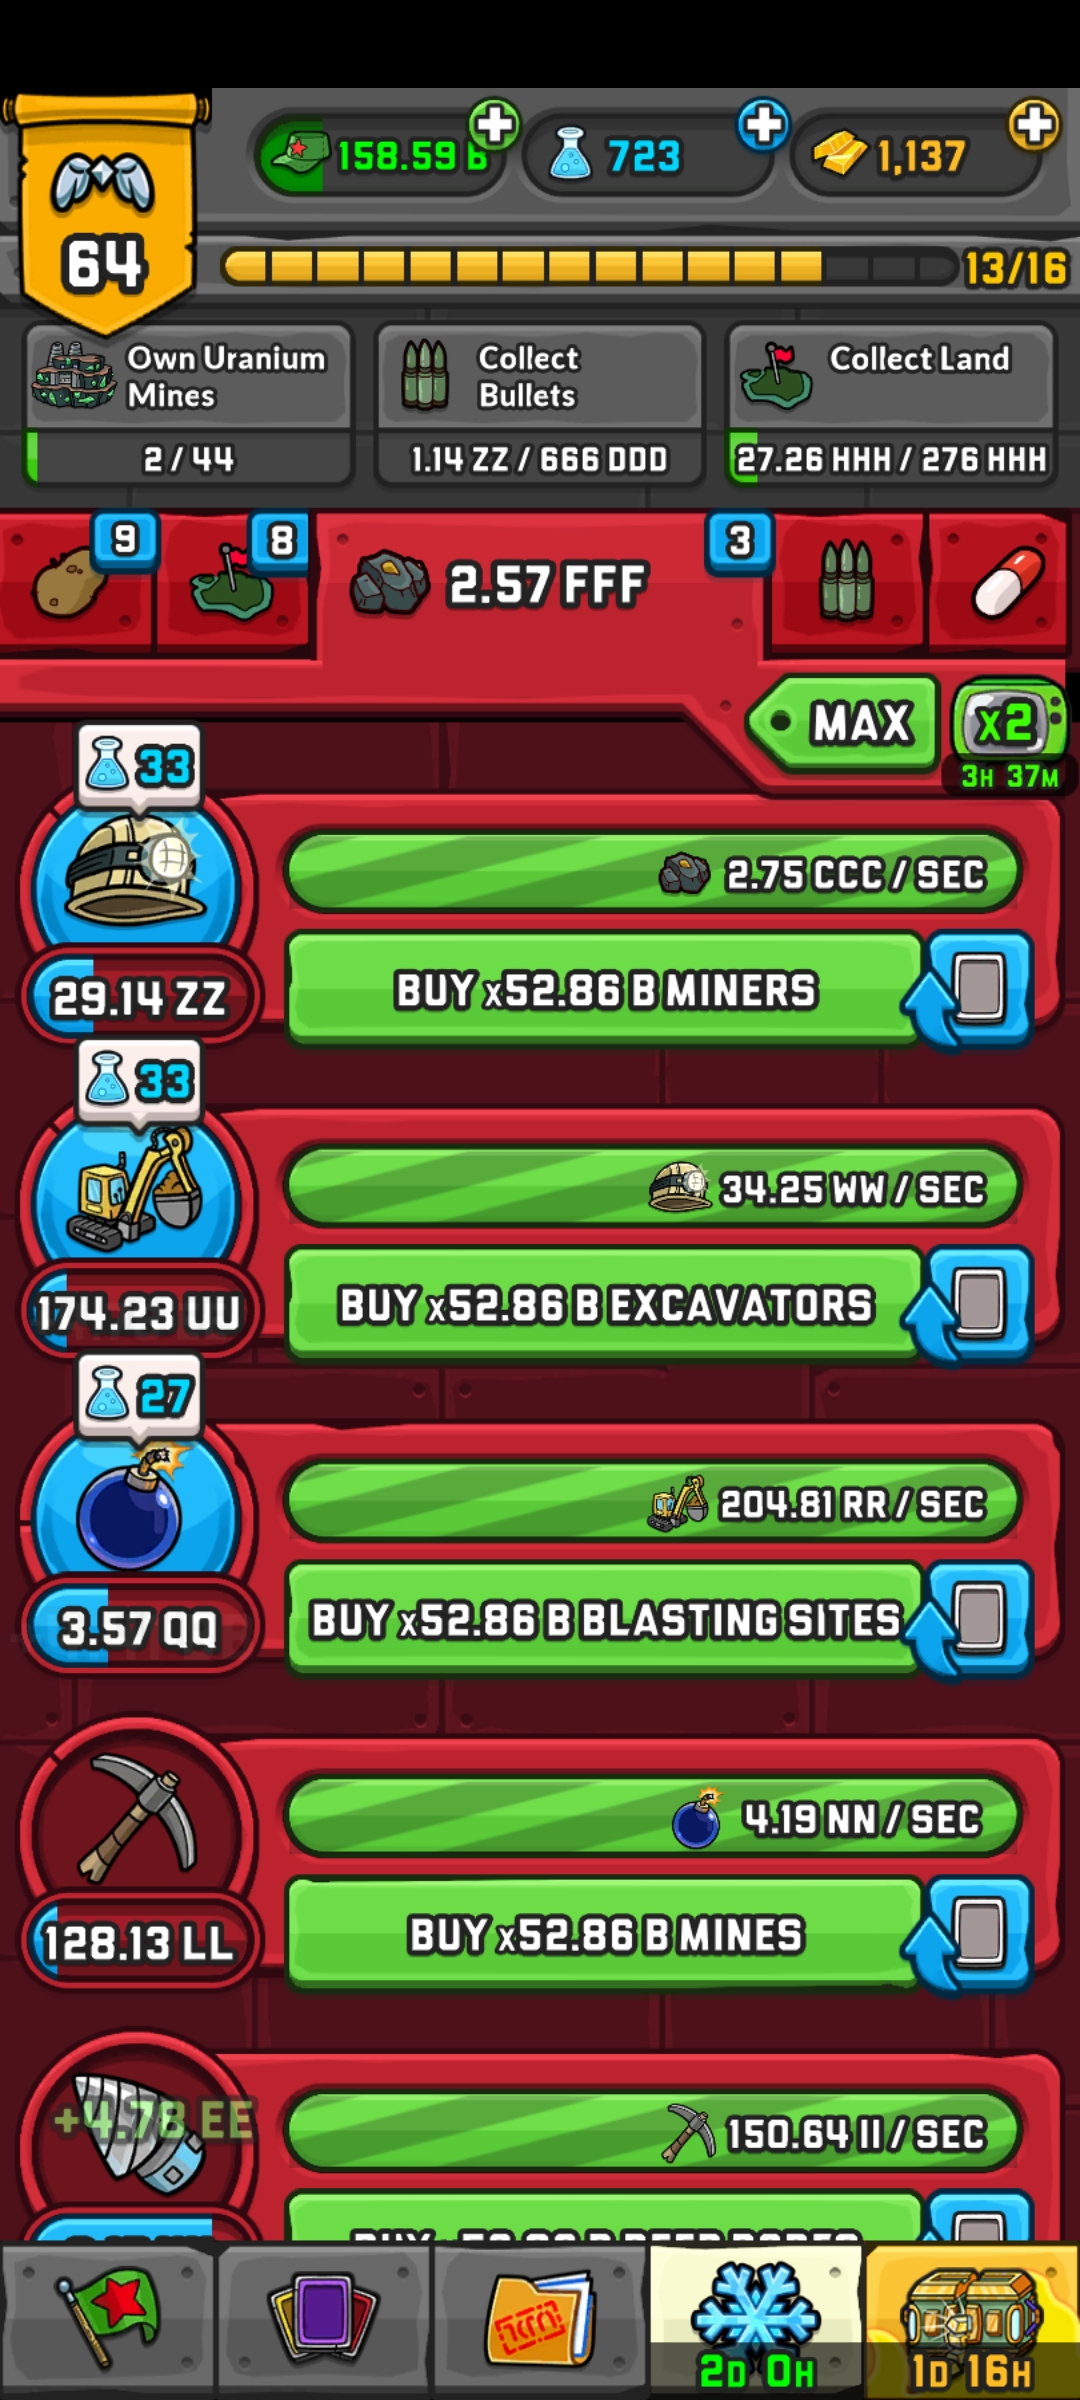 158.59 B
723
1,137
64
13/16
Own Uranium
Mines
2 / 44
Collect
Bullets
1.14 ZZ / 666 DDD
Collect Land
27.26 HHH / 276 HHH
9
8
2.57 FFF
3
MAX
x2
3H 37M
33
2.75 CCC / SEC
29.14 ZZ
BUY x52.86 B MINERS
33
34.25 WW / SEC
174.23 UU
BUY x52.86 B EXCAVATORS
27
204.81 RR / SEC
3.57 QQ
BUY x52.86 B BLASTING SITES
4.19 NN / SEC
128.13 LL
BUY x52.86 B MINES
+4.78 EE
150.64 II / SEC
2D 0H
1D 16H